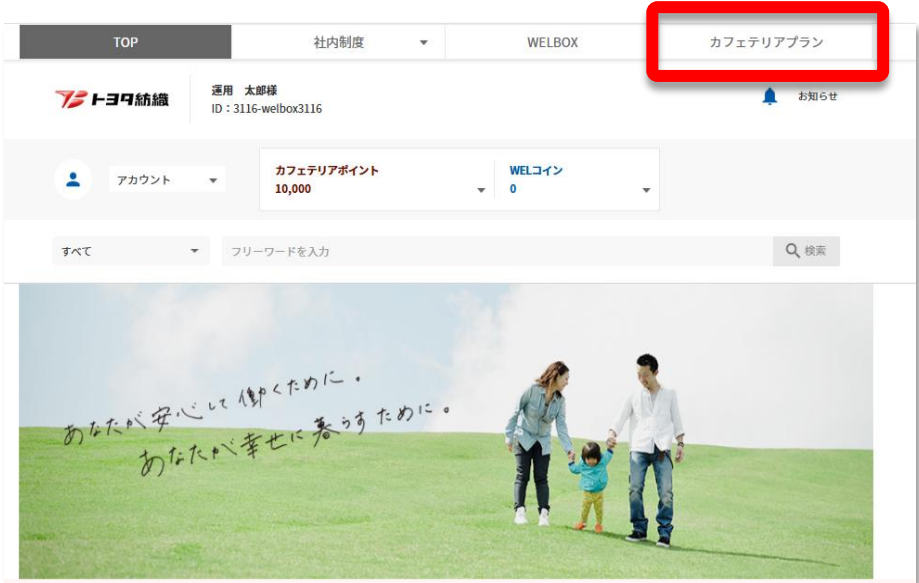 TOP 社内制度 WELBOX カフェテリアプラン
トヨタ紡織
運用 太郎様
ID：3116-welbox3116
お知らせ
アカウント
カフェテリアポイント
10,000
WELコイン
0
すべて
フリーワードを入力
検索
あなたが安心して働くために。
あなたが幸せに暮らすために。